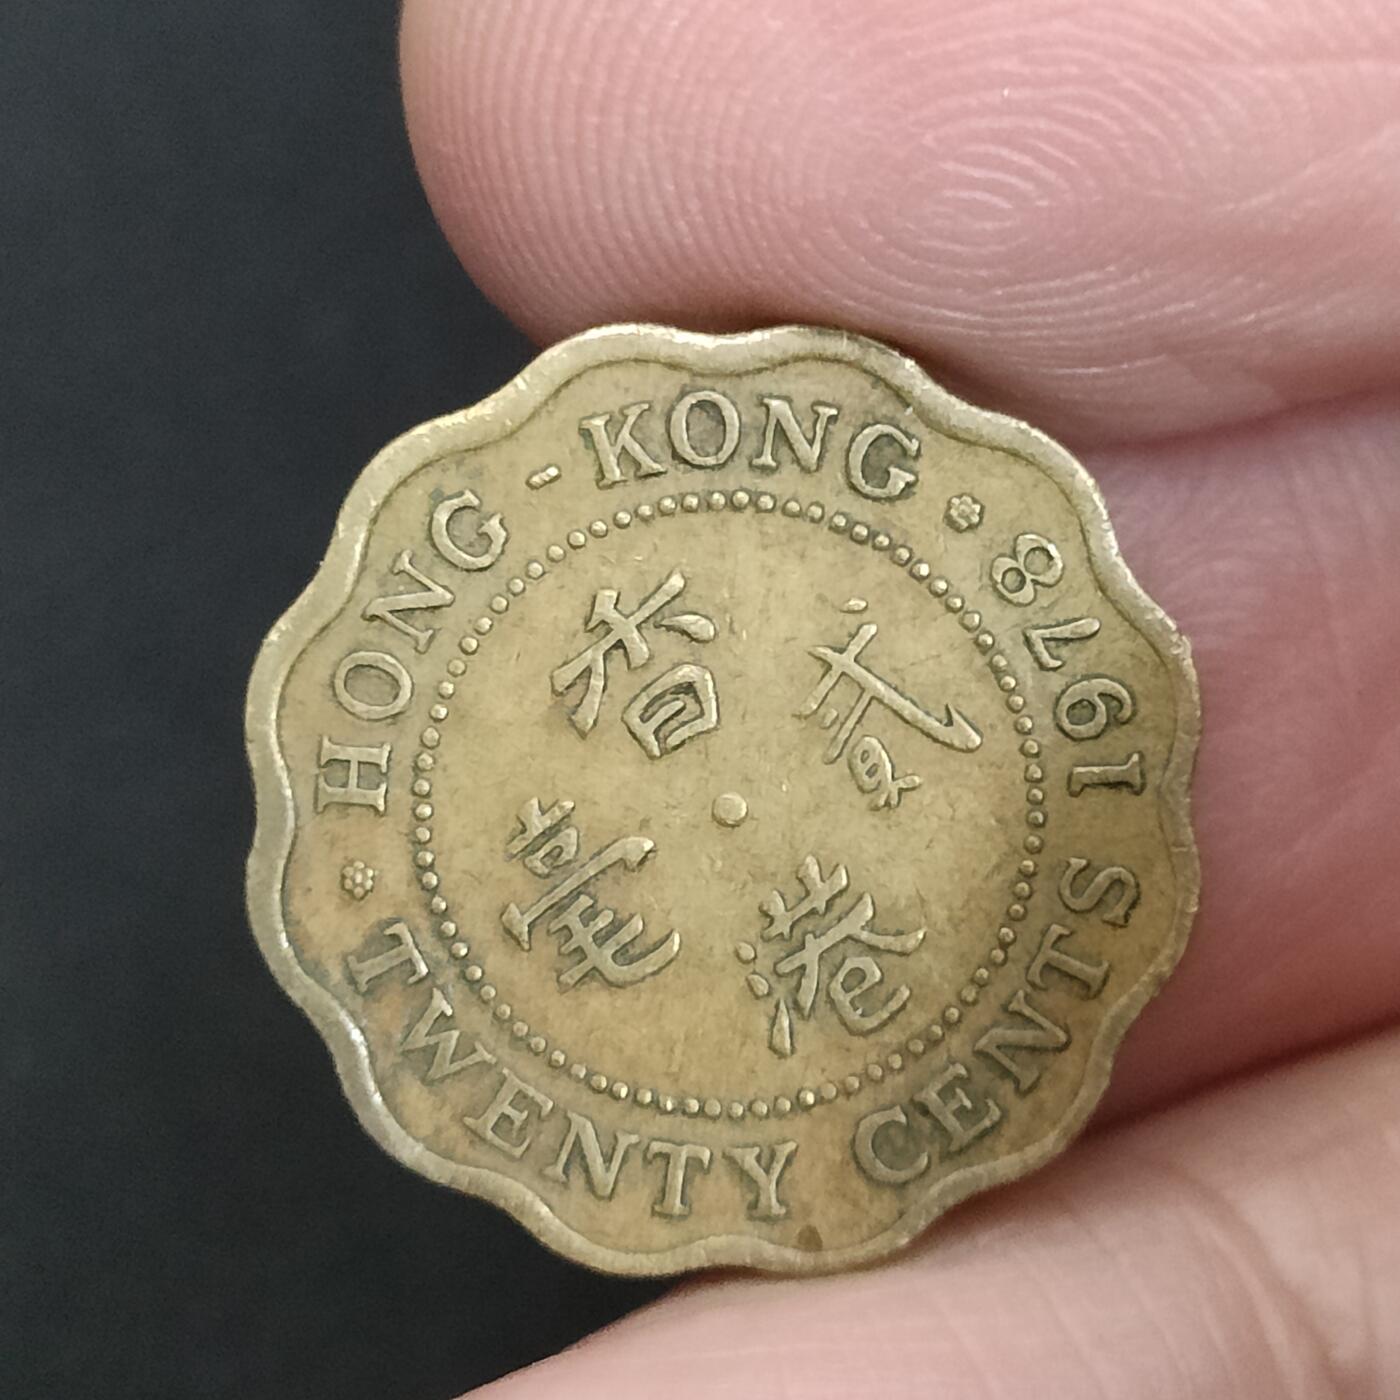 HONG-KONG 1978
香港
貳毫
TWENTY CENTS